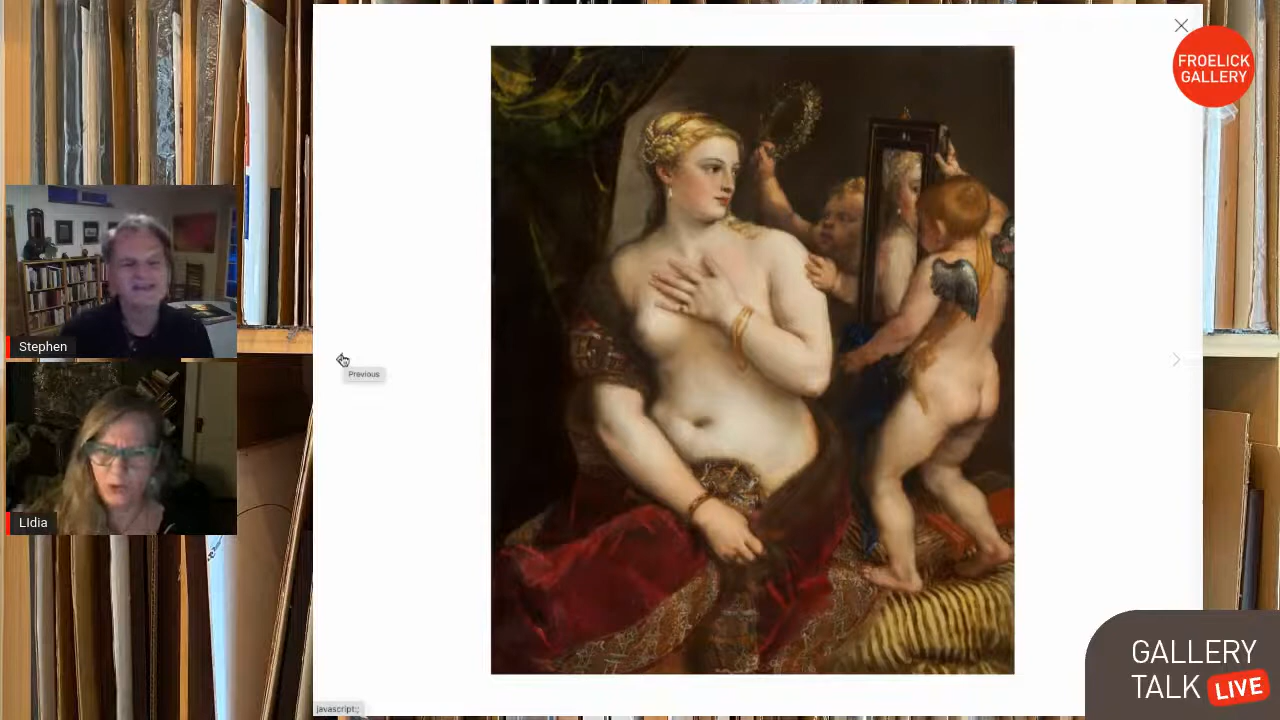 FROELICK
GALLERY
Stephen
Previous
LIdia
GALLERY
TALK LIVE
javascript:;